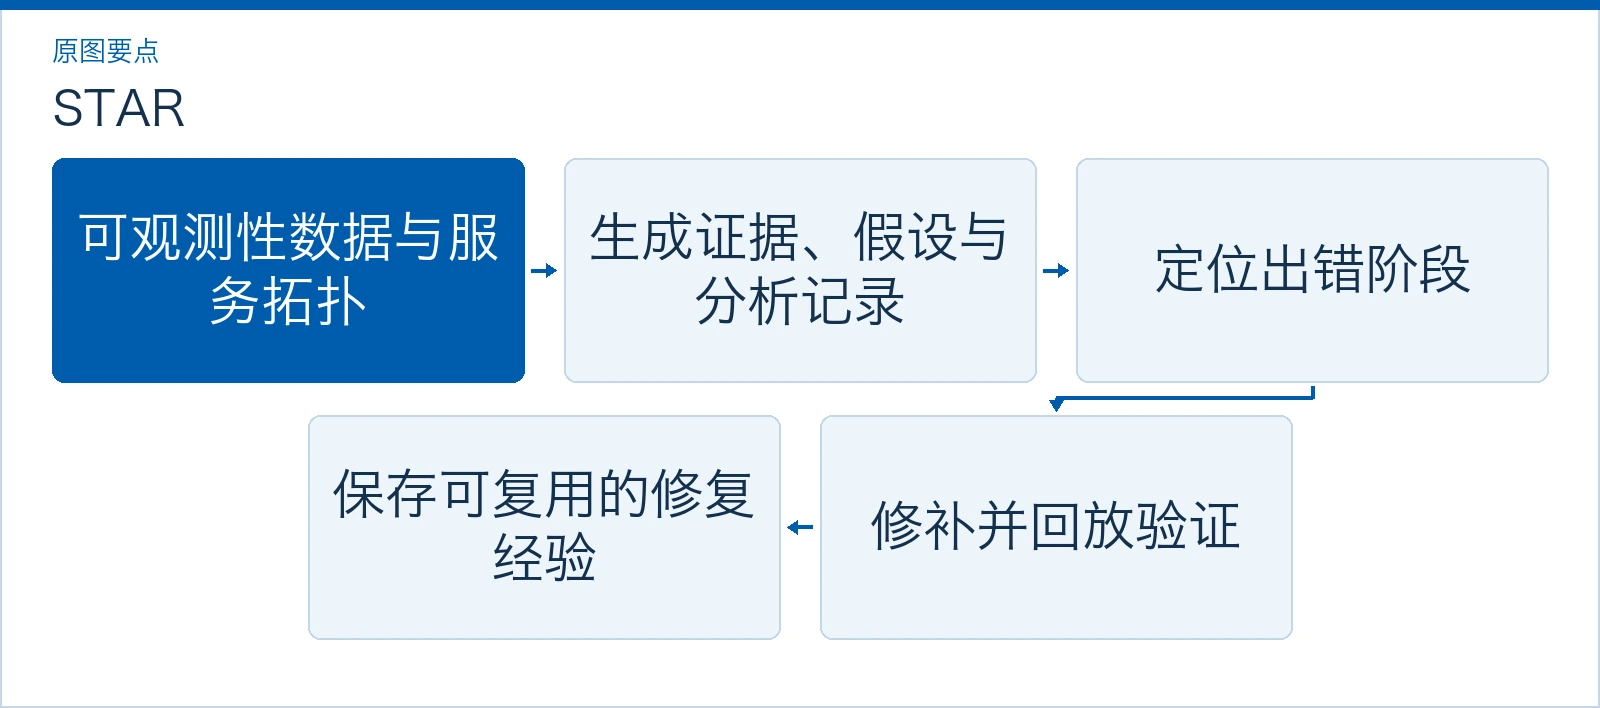 原图要点
STAR
可观测性数据与服
务拓扑
生成证据、假设与
分析记录
定位出错阶段
保存可复用的修复
经验
修补并回放验证